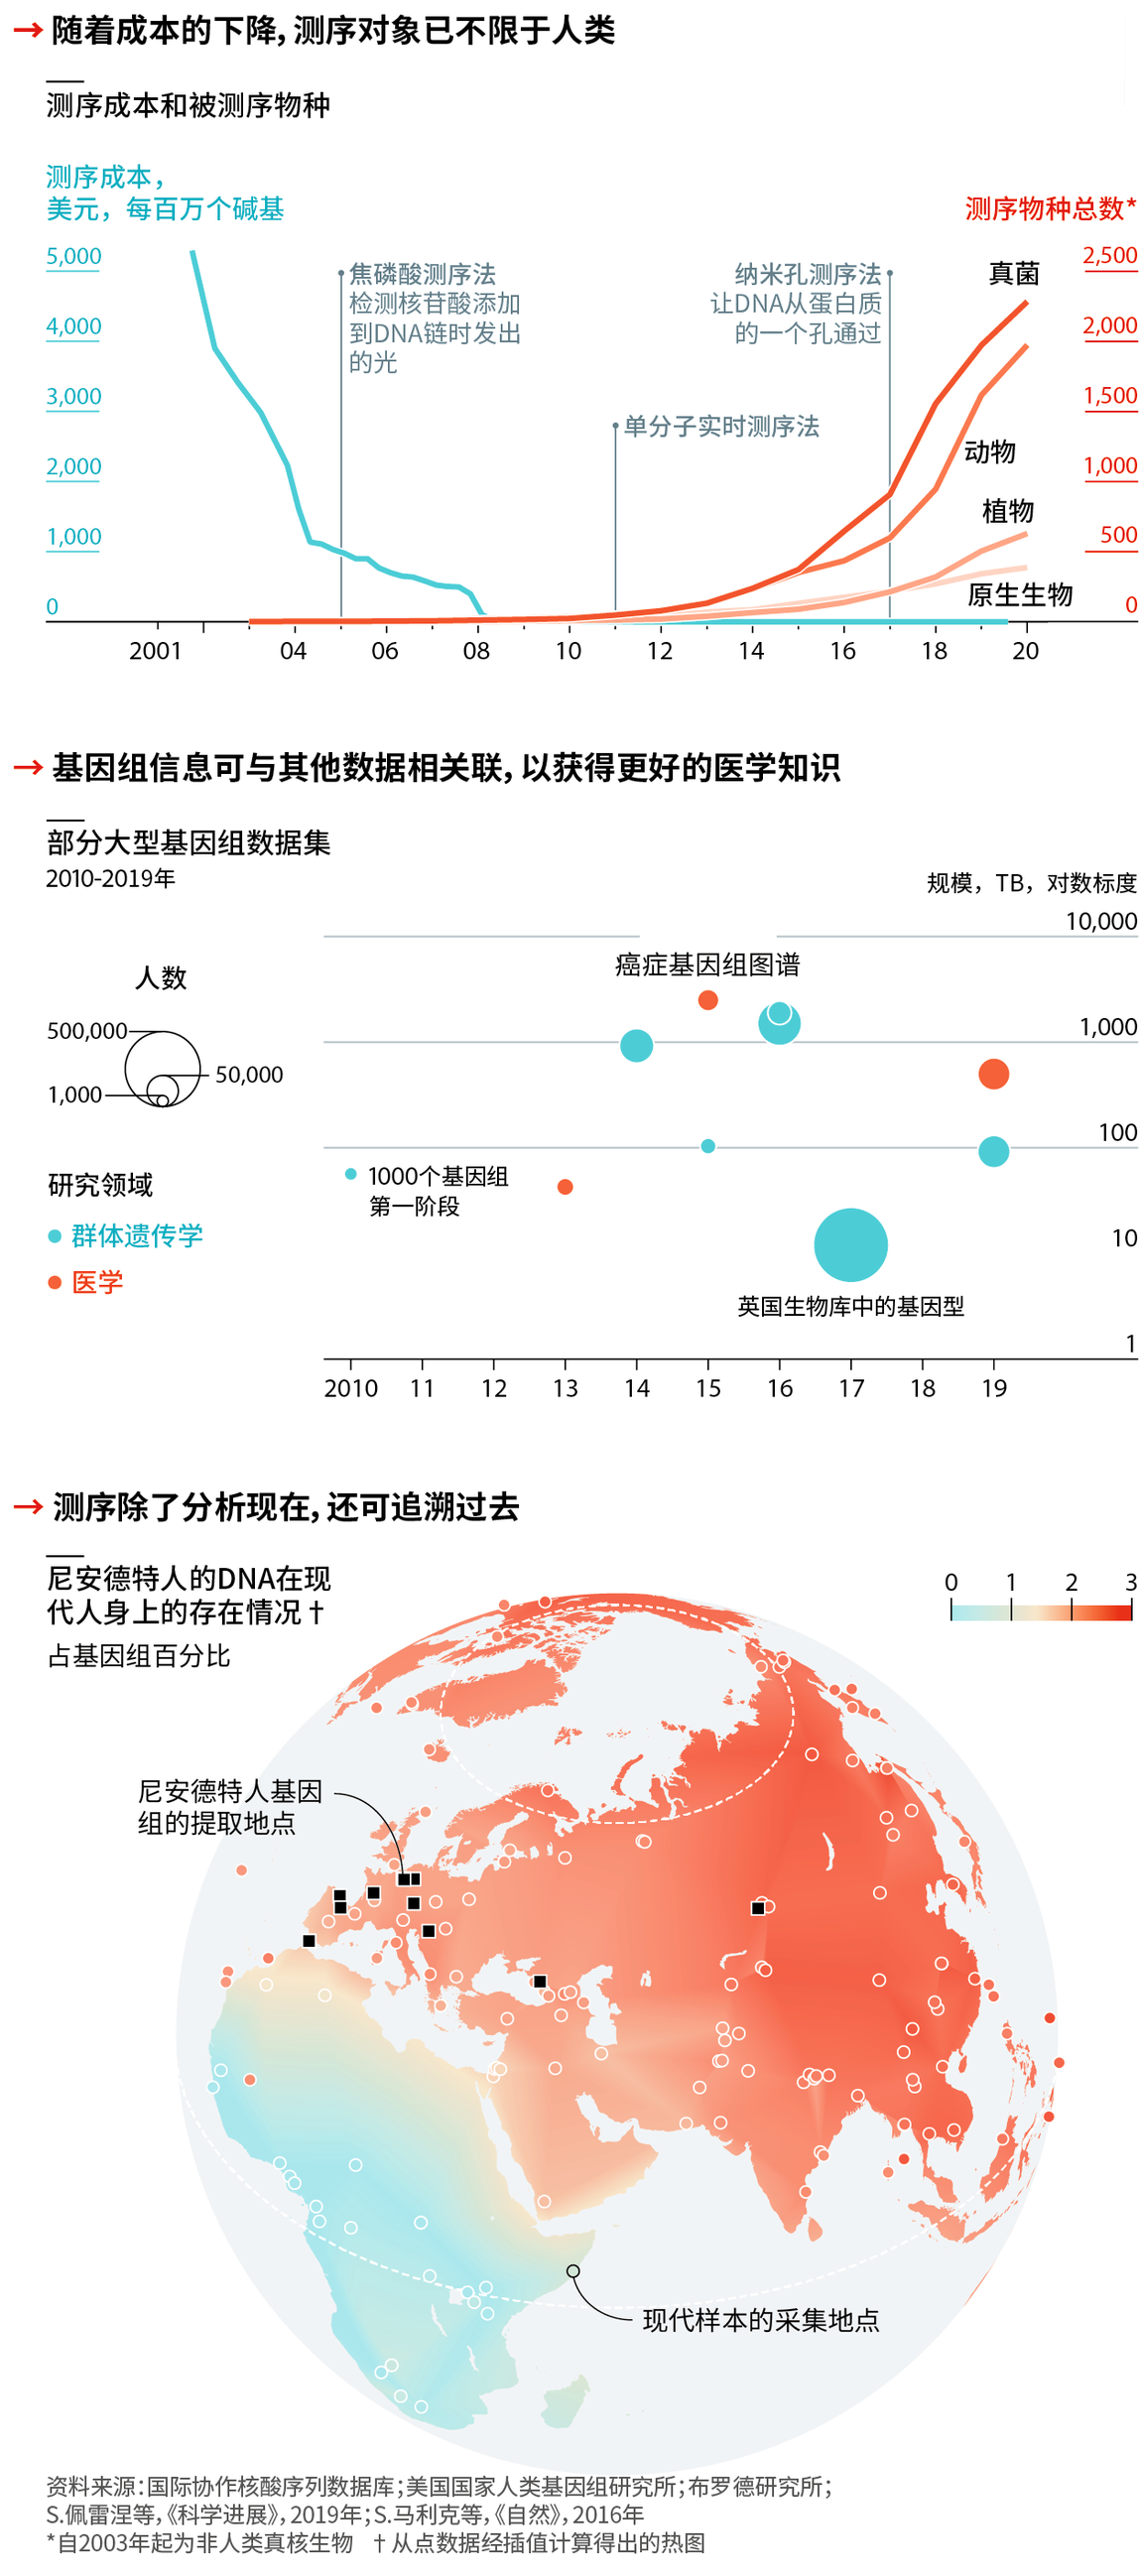 → 随着成本的下降，测序对象已不限于人类
测序成本和被测序物种
测序成本，
美元，每百万个碱基
测序物种总数*
5,000
4,000
3,000
2,000
1,000
0
焦磷酸测序法
检测核苷酸添加
到DNA链时发出
的光
单分子实时测序法
纳米孔测序法
让DNA从蛋白质
的一个孔通过
真菌
动物
植物
原生生物
2,500
2,000
1,500
1,000
500
0
2001 04 06 08 10 12 14 16 18 20
→ 基因组信息可与其他数据相关联，以获得更好的医学知识
部分大型基因组数据集
2010-2019年
规模，TB，对数标度
人数
500,000
50,000
1,000
研究领域
群体遗传学
医学
癌症基因组图谱
1000个基因组
第一阶段
英国生物库中的基因型
10,000
1,000
100
10
1
2010 11 12 13 14 15 16 17 18 19
→ 测序除了分析现在，还可追溯过去
尼安德特人的DNA在现
代人身上的存在情况†
占基因组百分比
0 1 2 3
尼安德特人基因
组的提取地点
现代样本的采集地点
资料来源：国际协作核酸序列数据库；美国国家人类基因组研究所；布罗德研究所；
S.佩雷涅等，《科学进展》，2019年；S.马利克等，《自然》，2016年
*自2003年起为非人类真核生物 †从点数据经插值计算得出的热图